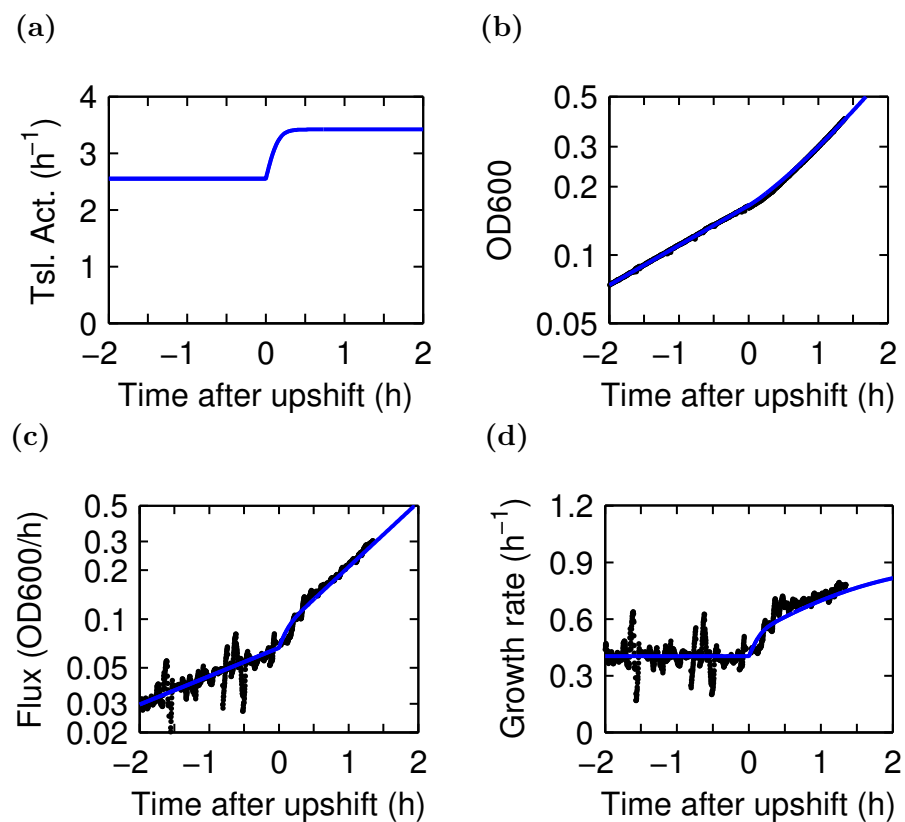 (a)
Tsl. Act. (h⁻¹)
4
3
2
1
0
−2 −1 0 1 2
Time after upshift (h)
(b)
OD600
0.5
0.3
0.2
0.1
0.05
−2 −1 0 1 2
Time after upshift (h)
(c)
Flux (OD600/h)
0.5
0.3
0.2
0.1
0.05
0.03
0.02
−2 −1 0 1 2
Time after upshift (h)
(d)
Growth rate (h⁻¹)
1.2
0.9
0.6
0.3
0
−2 −1 0 1 2
Time after upshift (h)